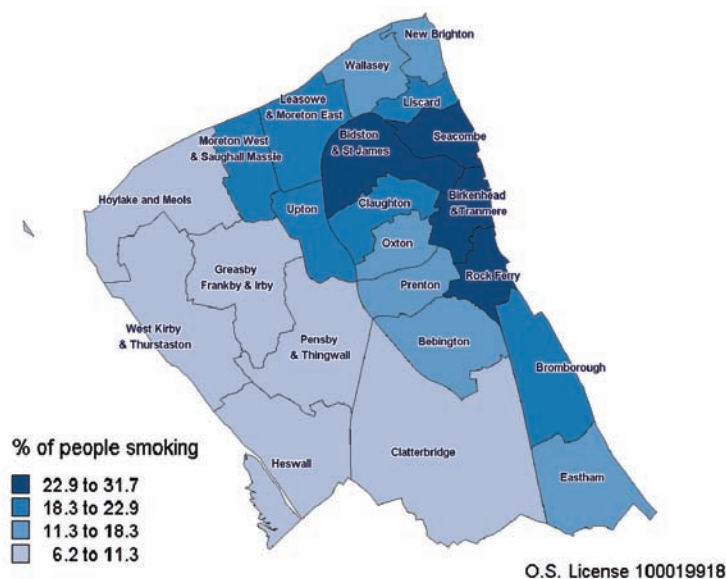 New Brighton
Wallasey
Leasowe
& Moreton East
Liscard
Bidston
& St James
Seacombe
Moreton West
& Saughall Massie
Hoylake and Meols
Upton
Claughton
Birkenhead
& Tranmere
Oxton
Greasby
Frankby & Irby
Rock Ferry
Prenton
West Kirby
& Thurstaston
Pensby
& Thingwall
Bebington
Bromborough
Heswall
Clatterbridge
Eastham
% of people smoking
22.9 to 31.7
18.3 to 22.9
11.3 to 18.3
6.2 to 11.3
O.S. License 100019918